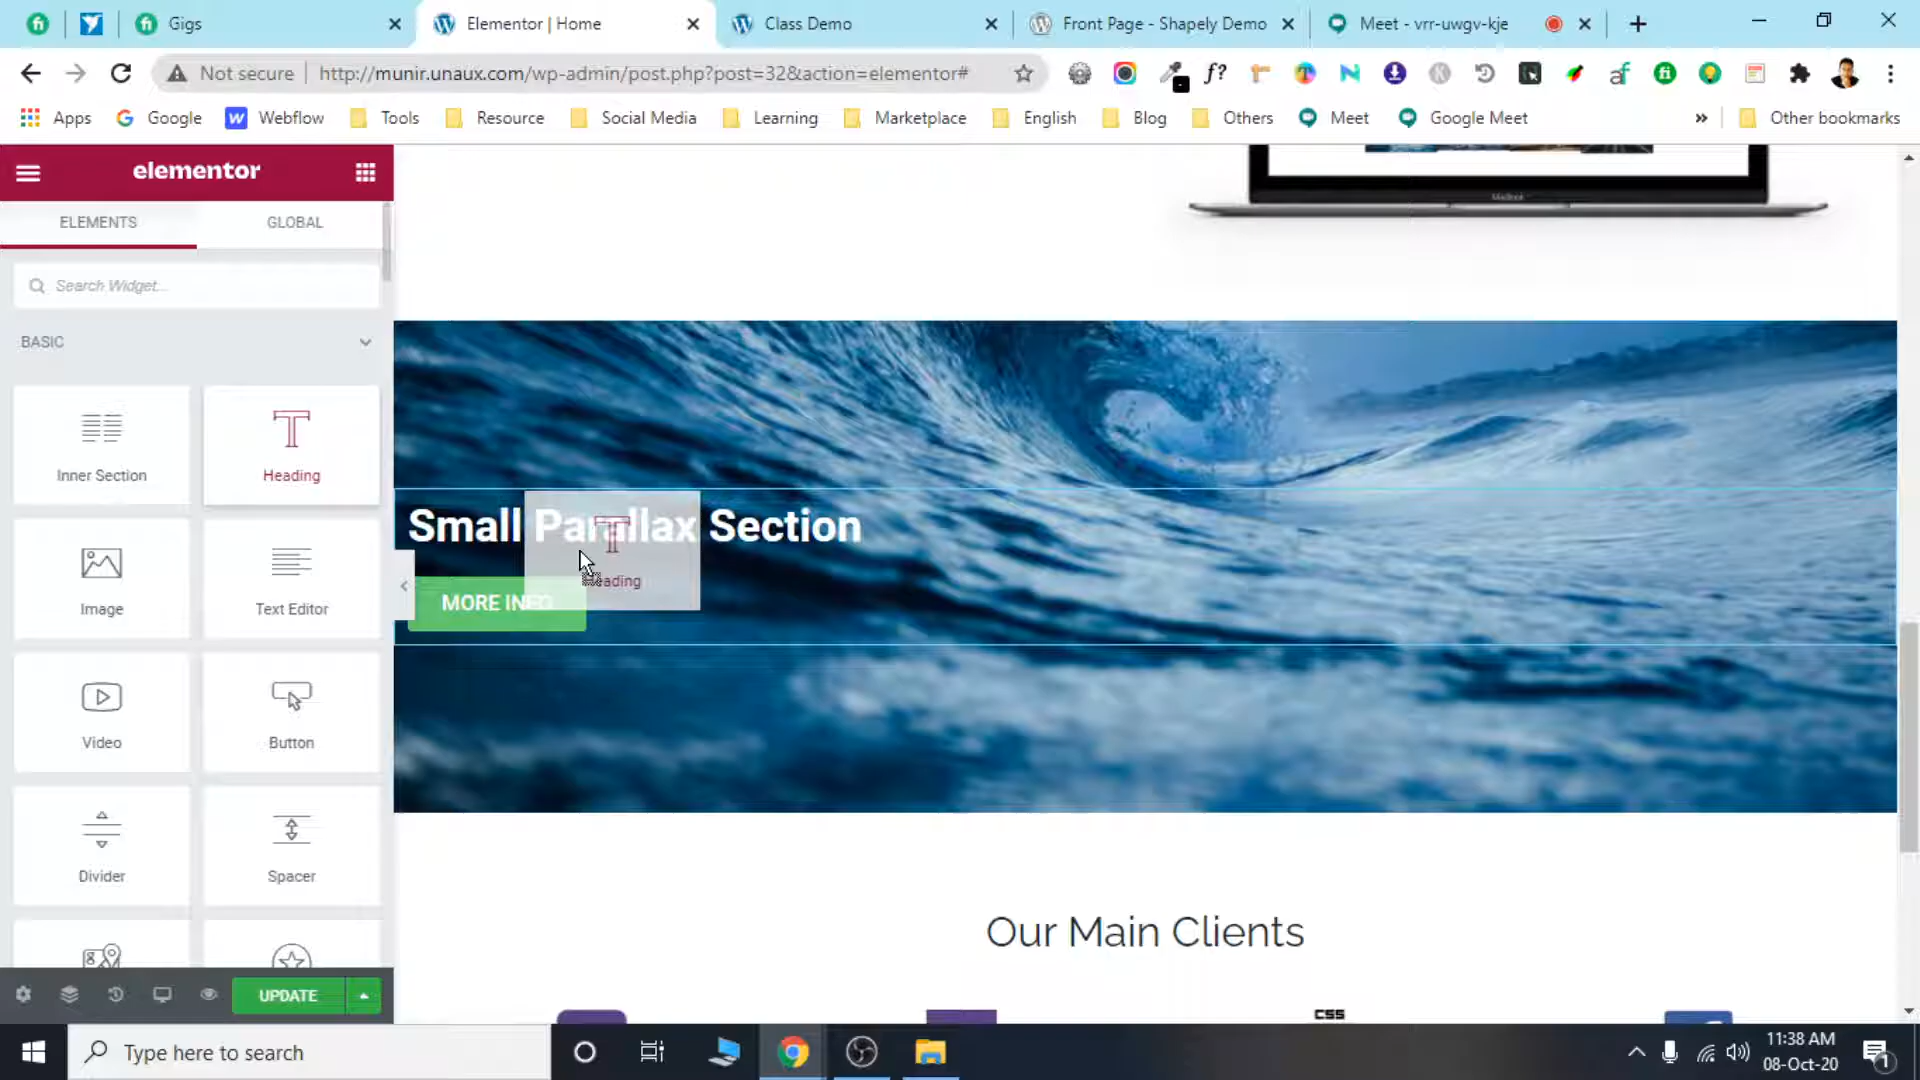 Gigs
Elementor | Home
Class Demo
Front Page - Shapely Demo
Meet - vrr-uwgv-kje
Not secure
http://munir.unaux.com/wp-admin/post.php?post=32&action=elementor#
Apps
Google
Webflow
Tools
Resource
Social Media
Learning
Marketplace
English
Blog
Others
Meet
Google Meet
Other bookmarks
elementor
ELEMENTS
GLOBAL
Search Widget...
BASIC
Inner Section
Heading
Image
Text Editor
Video
Button
Divider
Spacer
UPDATE
MacBook
Small Parallax Section
Heading
MORE INFO
Our Main Clients
CSS
Type here to search
11:38 AM
08-Oct-20
1